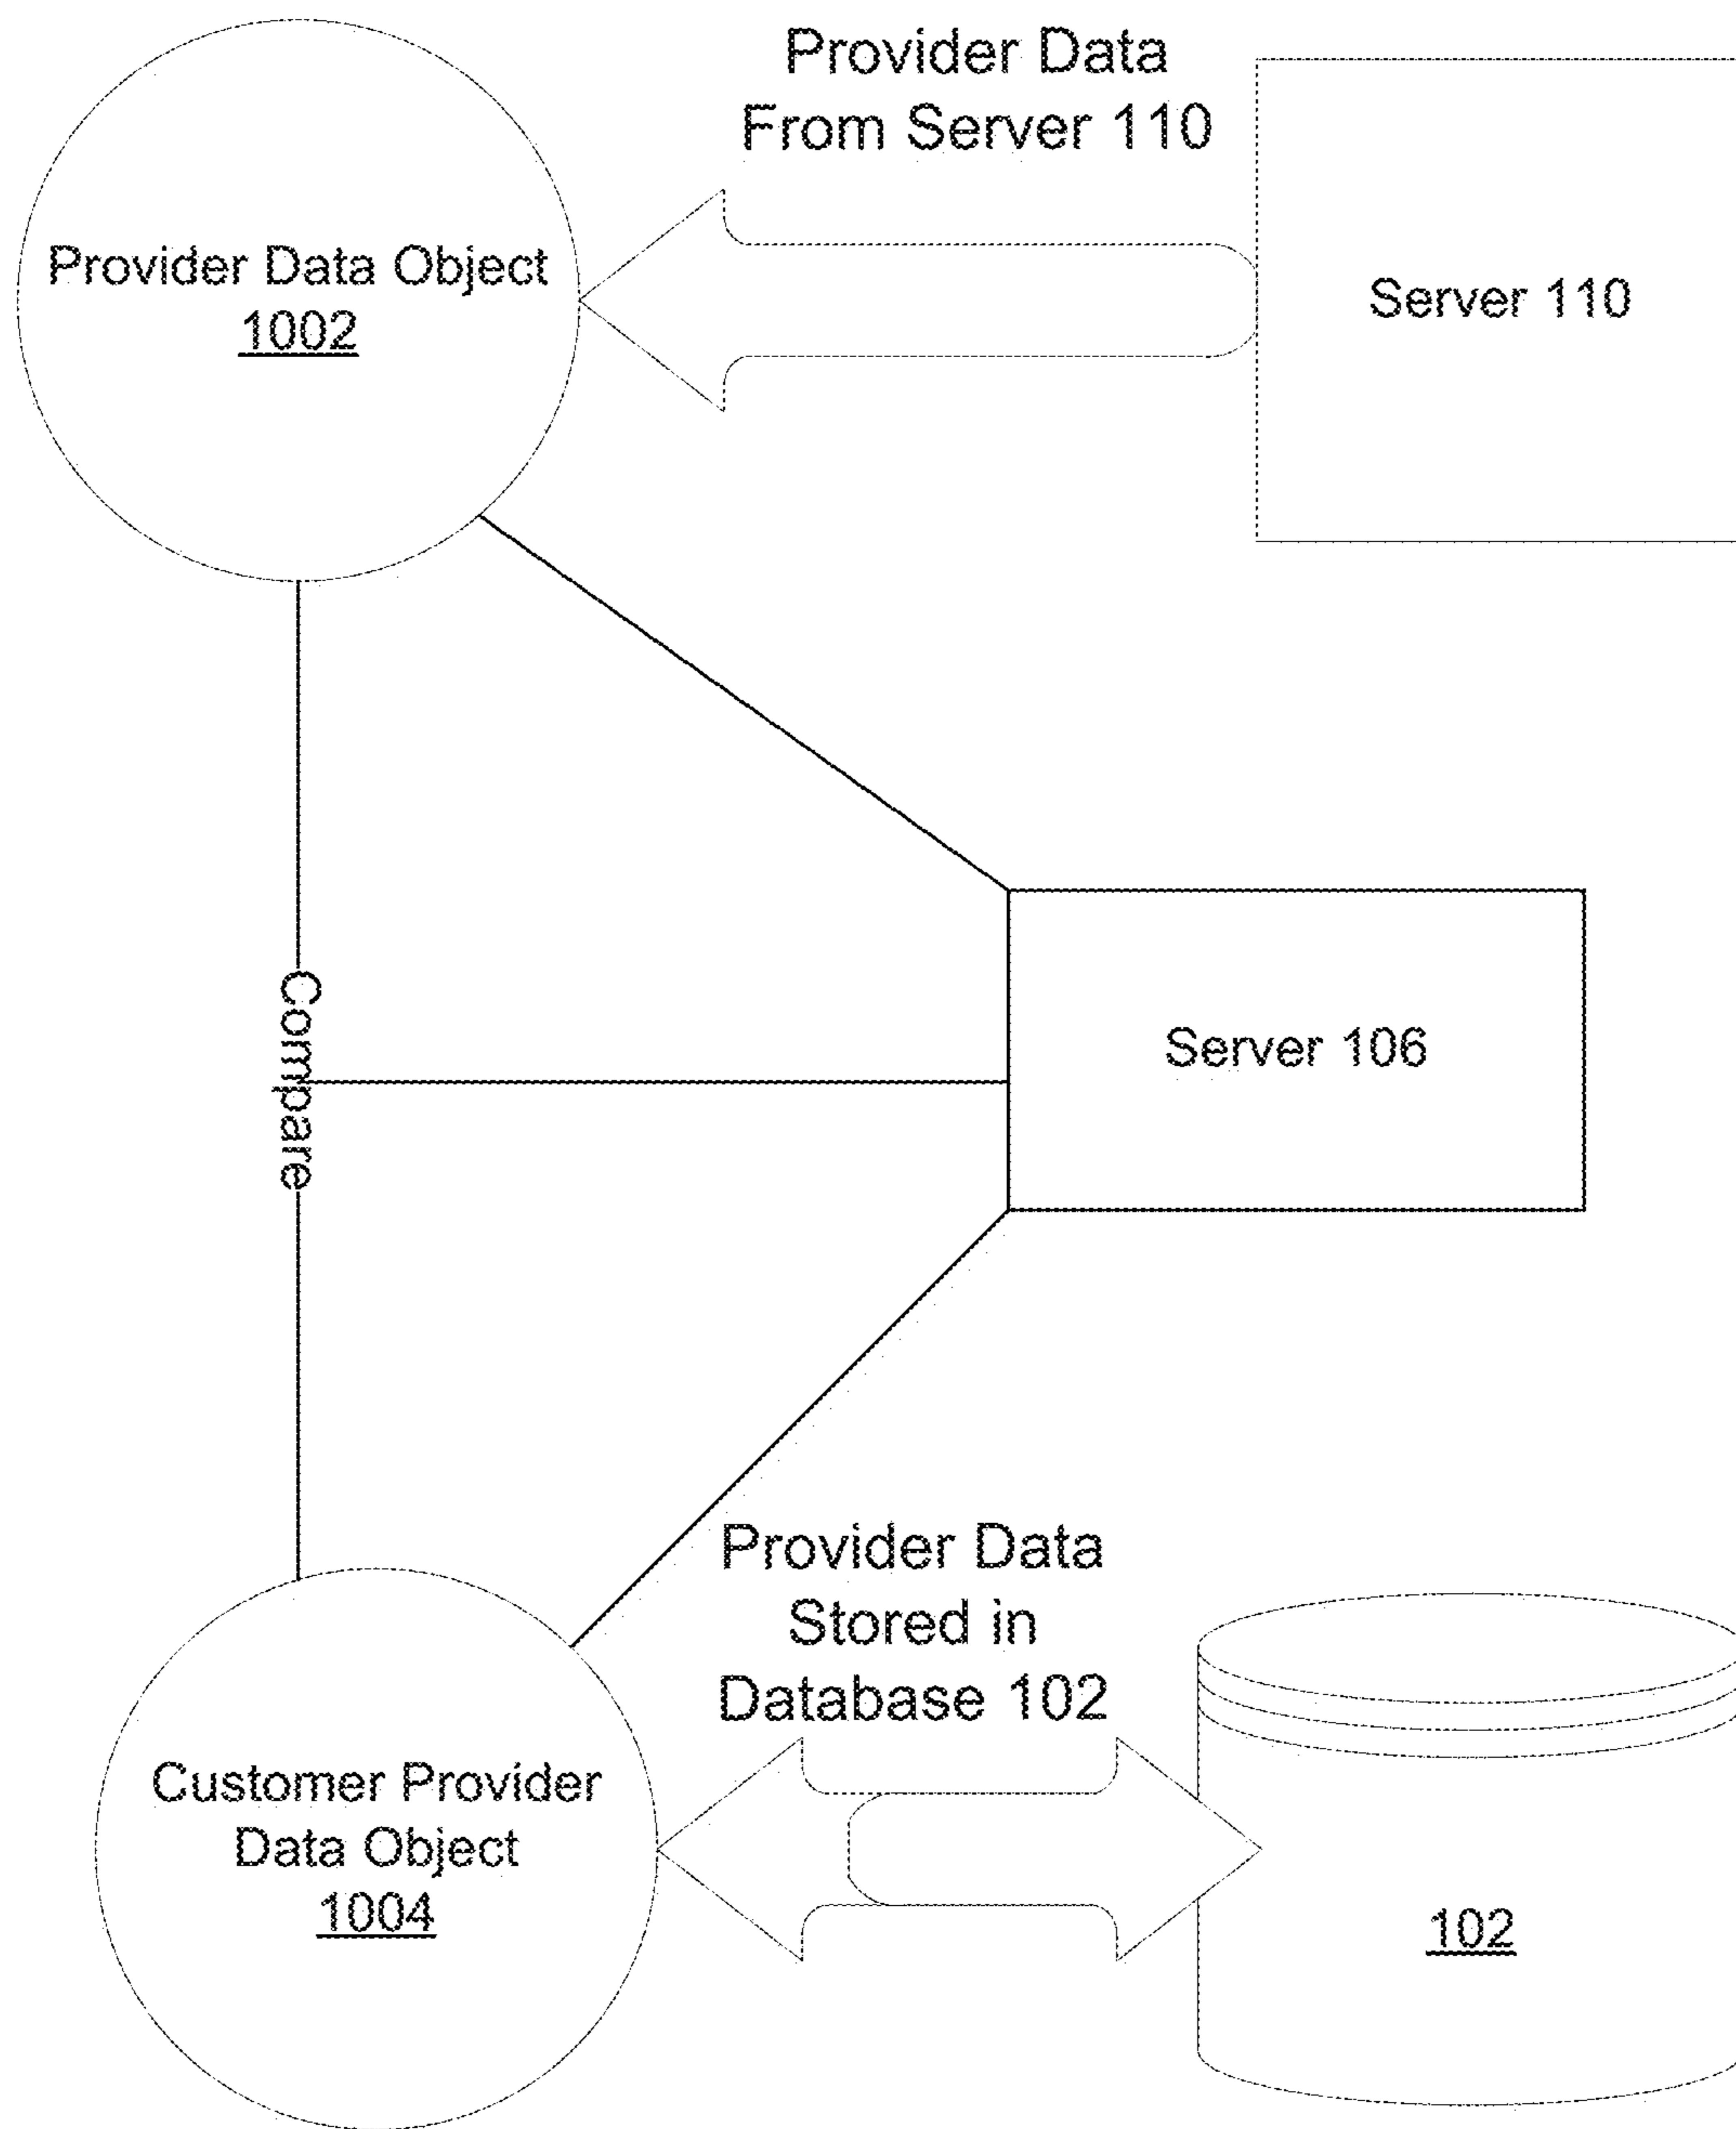 Provider Data
From Server 110
Provider Data Object
1002
Server 110
Compare
Server 106
Provider Data
Stored in
Database 102
Customer Provider
Data Object
1004
102